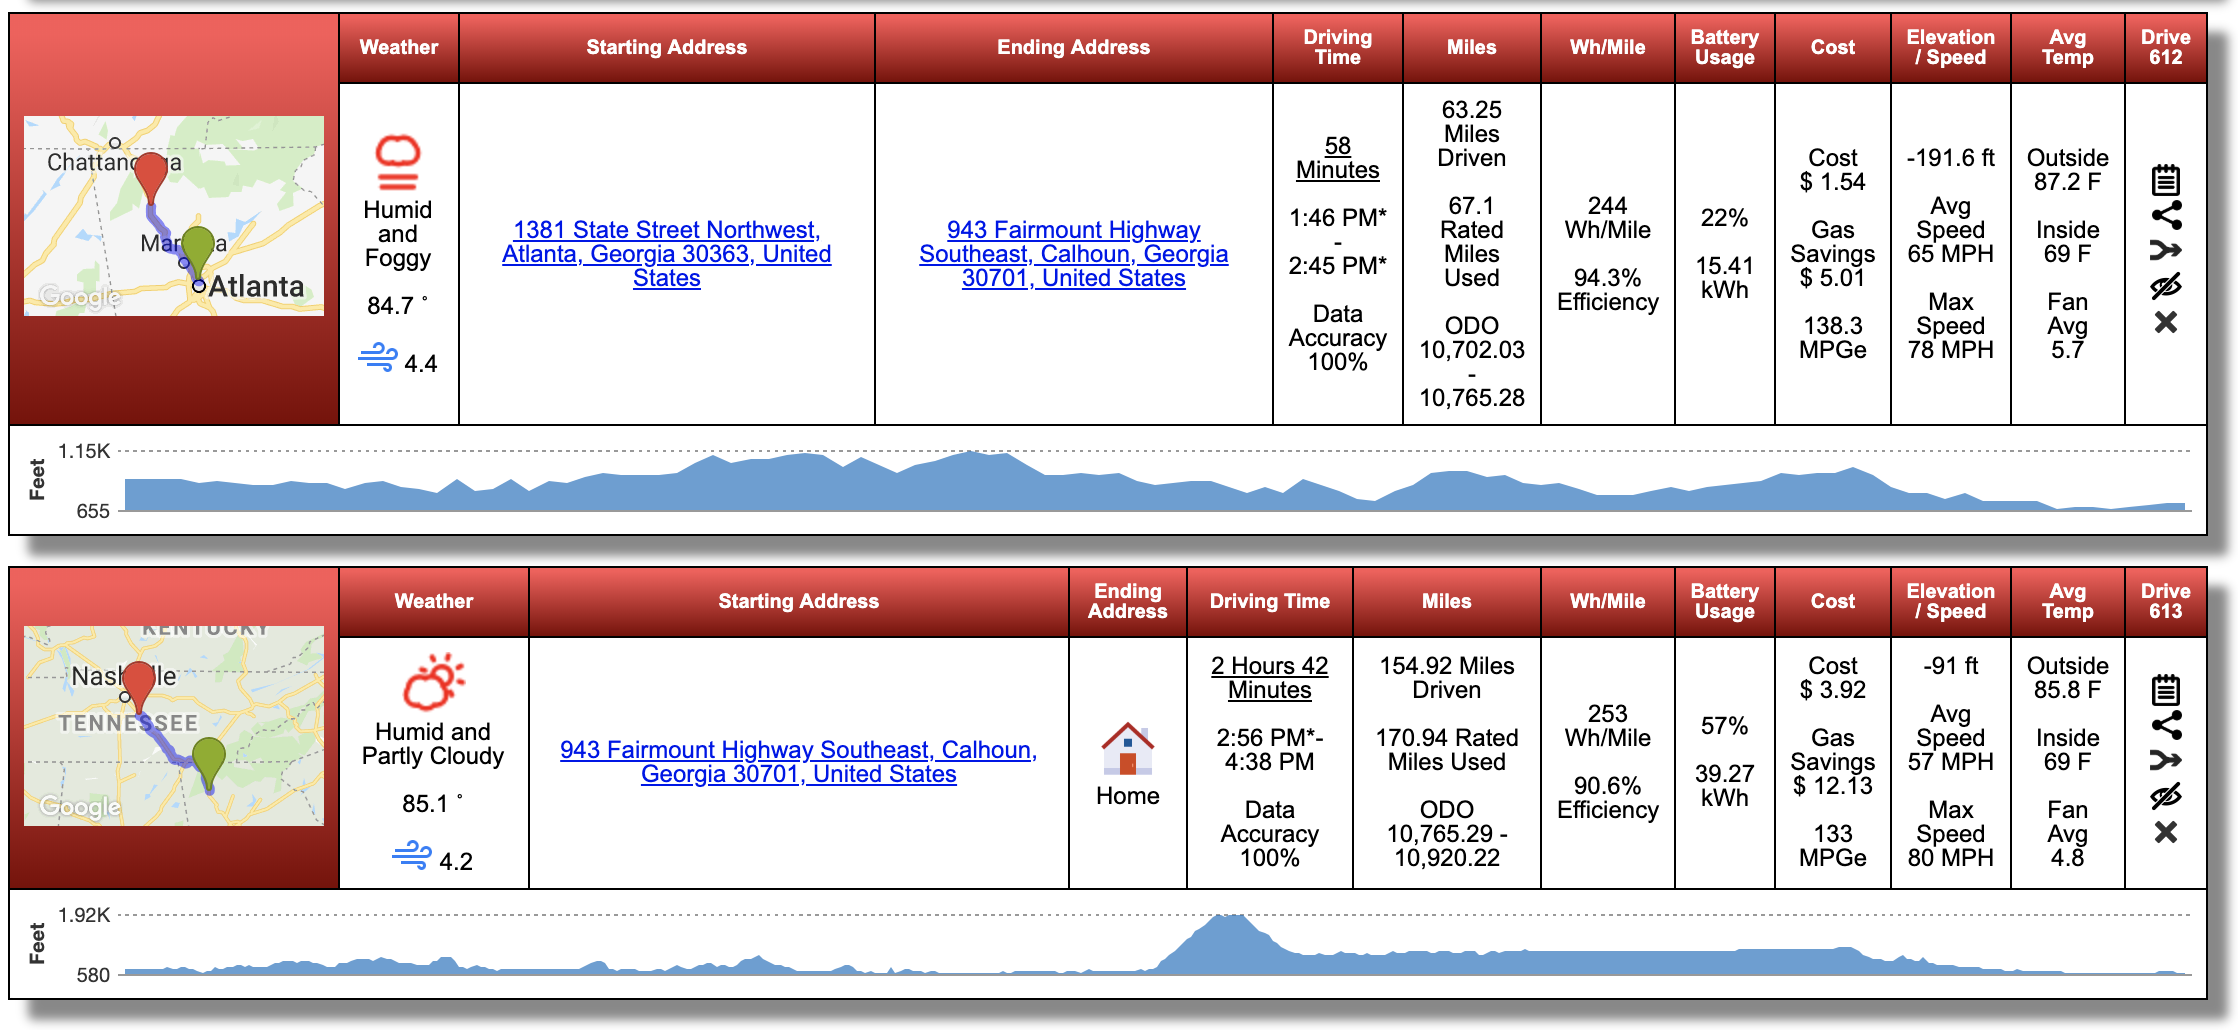 Weather
Starting Address
Ending Address
Driving
Time
Miles
Wh/Mile
Battery
Usage
Cost
Elevation
/ Speed
Avg
Temp
Drive
612
Chattanooga
Marietta
Atlanta
Google
Humid
and
Foggy
84.7 °
4.4
1381 State Street Northwest,
Atlanta, Georgia 30363, United
States
943 Fairmount Highway
Southeast, Calhoun, Georgia
30701, United States
58
Minutes
1:46 PM*
-
2:45 PM*
Data
Accuracy
100%
63.25
Miles
Driven
67.1
Rated
Miles
Used
ODO
10,702.03
-
10,765.28
244
Wh/Mile
94.3%
Efficiency
22%
15.41
kWh
Cost
$ 1.54
Gas
Savings
$ 5.01
138.3
MPGe
-191.6 ft
Avg
Speed
65 MPH
Max
Speed
78 MPH
Outside
87.2 F
Inside
69 F
Fan
Avg
5.7
Feet
1.15K
655
Weather
Starting Address
Ending
Address
Driving Time
Miles
Wh/Mile
Battery
Usage
Cost
Elevation
/ Speed
Avg
Temp
Drive
613
KENTUCKY
Nashville
TENNESSEE
Google
Humid and
Partly Cloudy
85.1 °
4.2
943 Fairmount Highway Southeast, Calhoun,
Georgia 30701, United States
Home
2 Hours 42
Minutes
2:56 PM*-
4:38 PM
Data
Accuracy
100%
154.92 Miles
Driven
170.94 Rated
Miles Used
ODO
10,765.29 -
10,920.22
253
Wh/Mile
90.6%
Efficiency
57%
39.27
kWh
Cost
$ 3.92
Gas
Savings
$ 12.13
133
MPGe
-91 ft
Avg
Speed
57 MPH
Max
Speed
80 MPH
Outside
85.8 F
Inside
69 F
Fan
Avg
4.8
Feet
1.92K
580